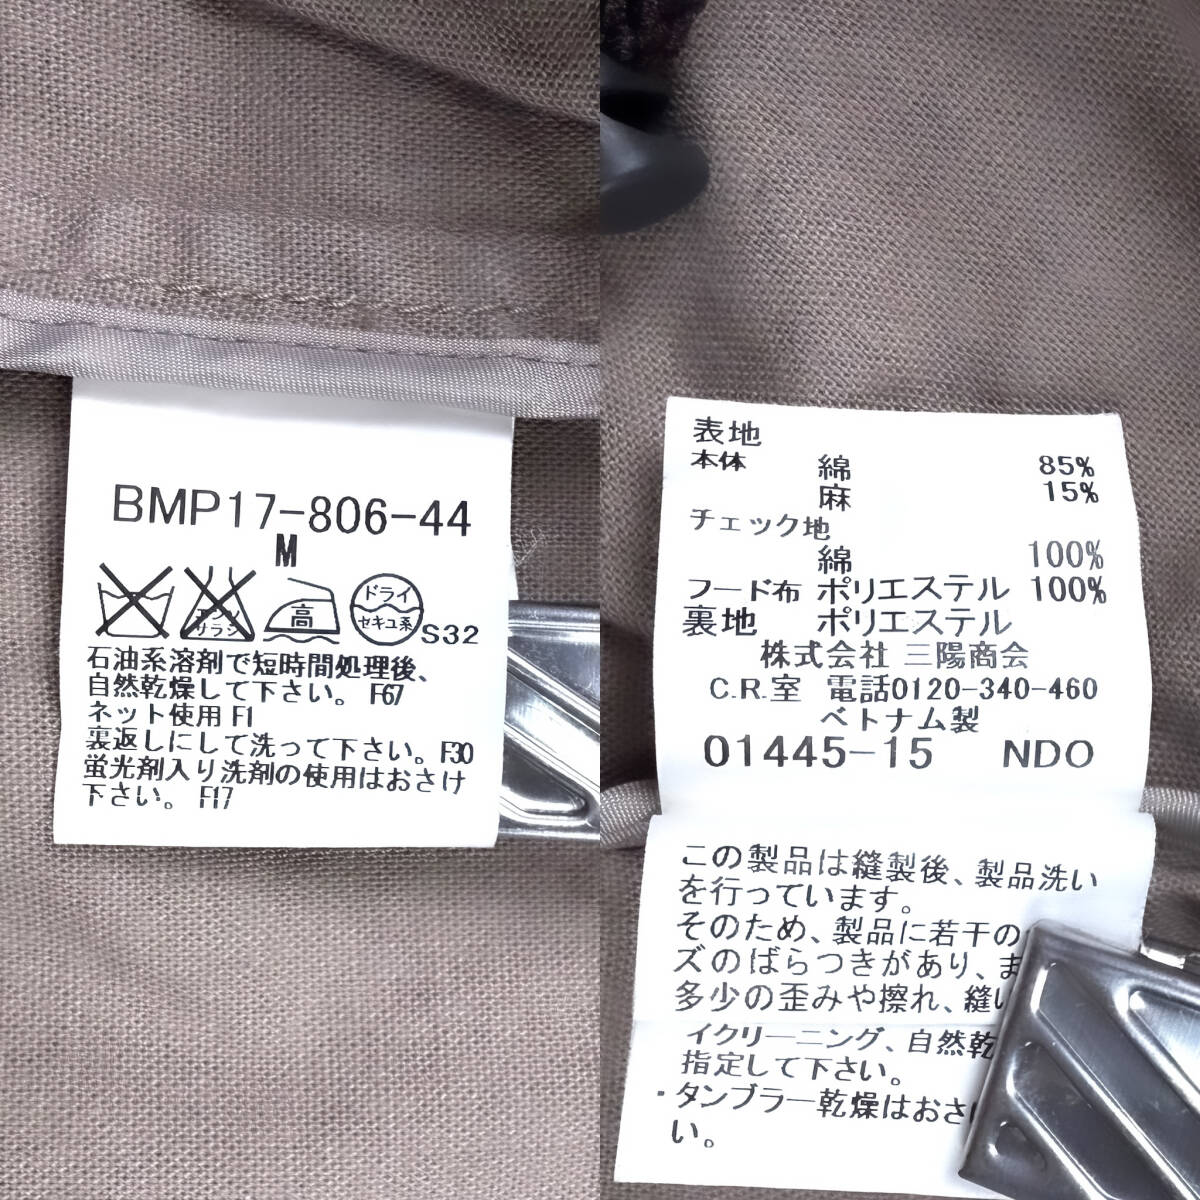 BMP17-806-44
M
エンソ
サラシ
高
ドライ
セキユ系
S32
石油系溶剤で短時間処理後、
自然乾燥して下さい。 F67
ネット使用 F1
裏返しにして洗って下さい。F30
蛍光剤入り洗剤の使用はおさけ
下さい。 F17
表地
本体 綿 85%
麻 15%
チェック地
綿 100%
フード布 ポリエステル 100%
裏地 ポリエステル
株式会社 三陽商会
C.R.室 電話0120-340-460
ベトナム製
01445-15 NDO
この製品は縫製後、製品洗い
を行っています。
そのため、製品に若干の
ズのばらつきがあり、ま
多少の歪みや擦れ、縫い
イクリーニング、自然乾
指定して下さい。
・タンブラー乾燥はおさ
い。